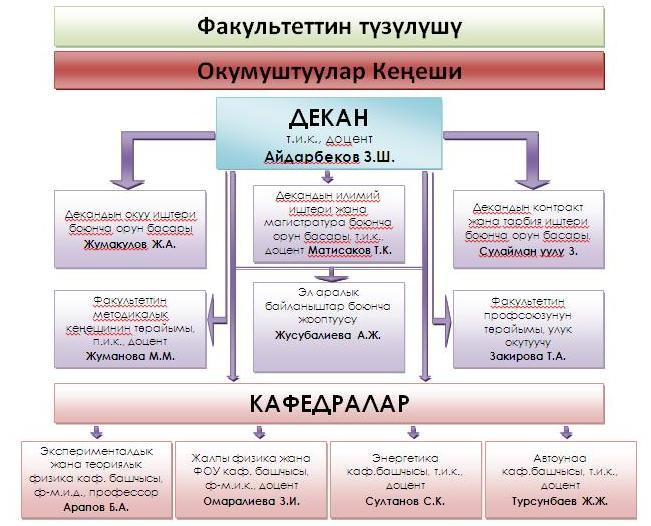 Факультеттин түзүлүшү
Окумуштуулар Кеңеши
ДЕКАН
т.и.к., доцент
Айдарбеков З.Ш.
Декандын окуу иштери
боюнча орун басары
Жумакулов Ж.А.
Декандын илимий
иштери жана
магистратура боюнча
орун басары, т.и.к.,
доцент Матисаков Т.К.
Декандын контракт
жана тарбия иштери
боюнча орун басары,
Сулайман уулу З.
Факультеттин
методикалык
кеңешинин төрайымы,
п.и.к., доцент
Жуманова М.М.
Эл аралык
байланыштар боюнча
жооптуусу
Жусубалиева А.Ж.
Факультеттин
профсоюзунун
төрайымы, улук
окутуучу
Закирова Т.А.
КАФЕДРАЛАР
Эксперименталдык
жана теориялык
физика каф. башчысы,
ф-м.и.д., профессор
Арапов Б.А.
Жалпы физика жана
ФОУ каф. башчысы,
ф-м.и.к., доцент
Омаралиева З.И.
Энергетика
каф.башчысы, т.и.к.,
доцент
Султанов С.К.
Автоунаа
каф.башчысы, т.и.к.,
доцент
Турсунбаев Ж.Ж.